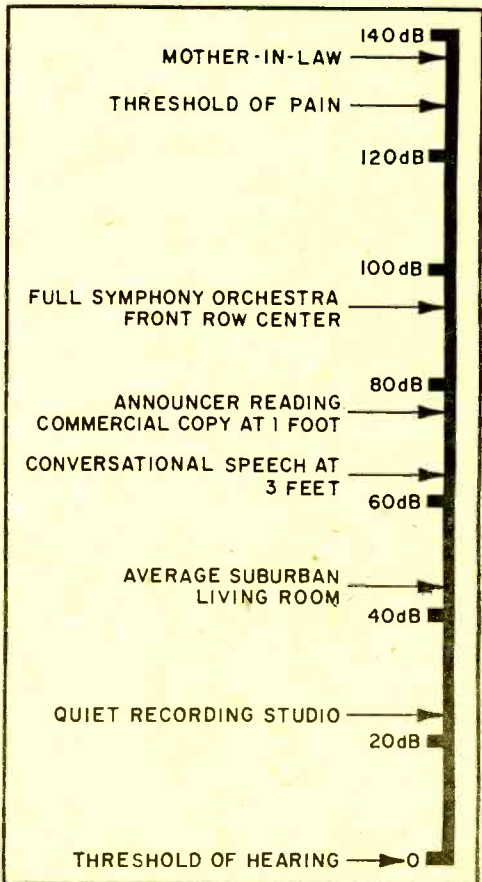 140dB
MOTHER-IN-LAW
THRESHOLD OF PAIN
120dB
100dB
FULL SYMPHONY ORCHESTRA
FRONT ROW CENTER
80dB
ANNOUNCER READING
COMMERCIAL COPY AT 1 FOOT
CONVERSATIONAL SPEECH AT
3 FEET
60dB
AVERAGE SUBURBAN
LIVING ROOM
40dB
QUIET RECORDING STUDIO
20dB
THRESHOLD OF HEARING
0